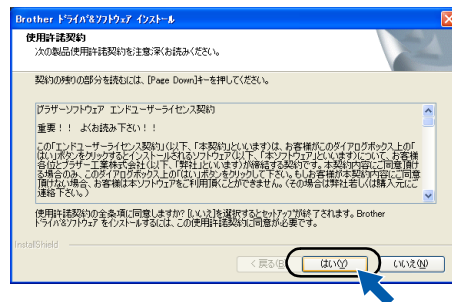 Brother ドライバ&ソフトウェア インストール
使用許諾契約
次の製品使用許諾契約を注意深くお読みください。
契約の残りの部分を読むには、[Page Down]キーを押してください。
ブラザーソフトウェア エンドユーザーライセンス契約
重要！！ よくお読み下さい！！
この「エンドユーザーライセンス契約」(以下、「本契約」といいます)は、お客様がこのダイアログボックス上の「
はい」ボタンをクリックするとインストールされるソフトウェア(以下、「本ソフトウェア」といいます)について、お客様
各位とブラザー工業株式会社(以下、「弊社」といいます)が締結する契約です。本契約内容にご同意頂け
る場合のみ、このダイアログボックス上の「はい」ボタンをクリックして下さい。もしお客様が本契約内容にご同意
頂けない場合、お客様は本ソフトウェアをご利用頂くことができません。(その場合は弊社若しくは購入元にご
連絡下さい。)
使用許諾契約の全条項に同意しますか? [いいえ]を選択するとセットアップが終了されます。Brother
ドライバ&ソフトウェア をインストールするには、この使用許諾契約に同意が必要です。
InstallShield
< 戻る(B) はい(Y) いいえ(N)